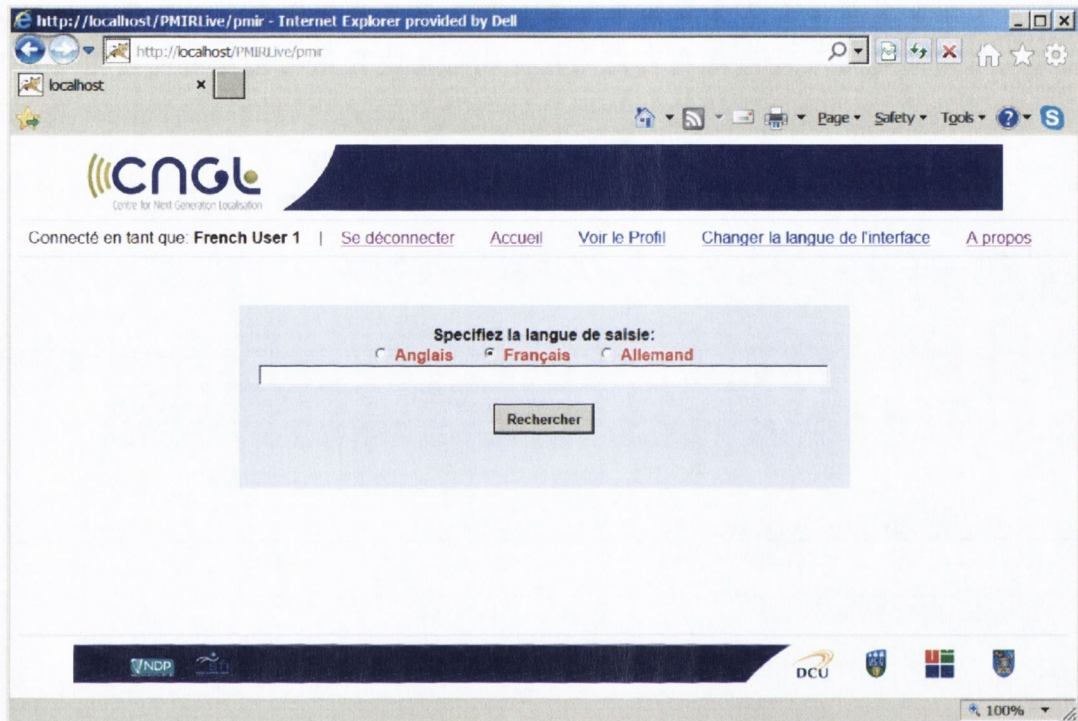 http://localhost/PMIRLive/pmir - Internet Explorer provided by Dell
http://localhost/PMIRLive/pmir
localhost
Page Safety Tools
CNGL
Centre for Next Generation Localisation
Connecté en tant que: French User 1 | Se déconnecter Accueil Voir le Profil Changer la langue de l'interface A propos
Specifiez la langue de saisie:
Anglais Français Allemand
Rechercher
NDP DCU
100%